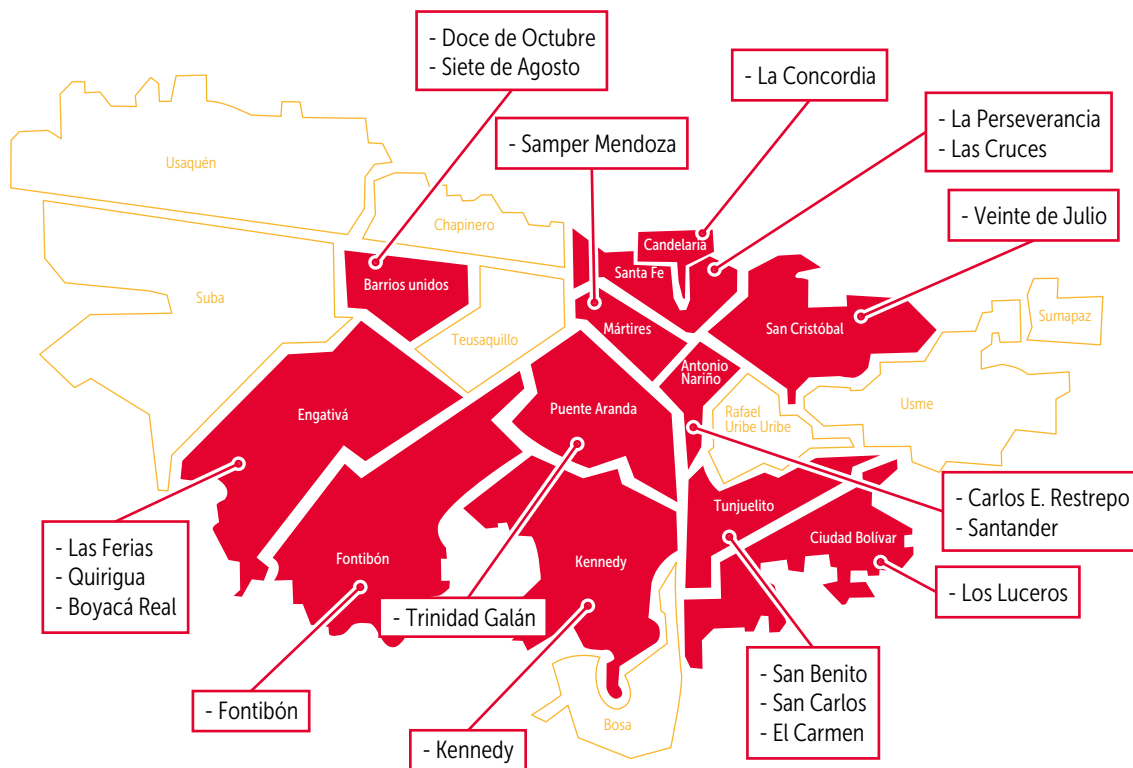 - Doce de Octubre
- Siete de Agosto
- La Concordia
- La Perseverancia
- Las Cruces
- Samper Mendoza
Usaquén
Chapinero
- Veinte de Julio
Candelaria
Santa Fe
Barrios unidos
Suba
Sumapaz
Mártires
San Cristóbal
Teusaquillo
Antonio
Nariño
Engativá
Puente Aranda
Rafael
Uribe Uribe
Usme
Tunjuelito
- Carlos E. Restrepo
- Santander
Ciudad Bolívar
- Las Ferias
- Quirigua
- Boyacá Real
Fontibón
Kennedy
- Los Luceros
- Trinidad Galán
- San Benito
- San Carlos
- El Carmen
- Fontibón
Bosa
- Kennedy